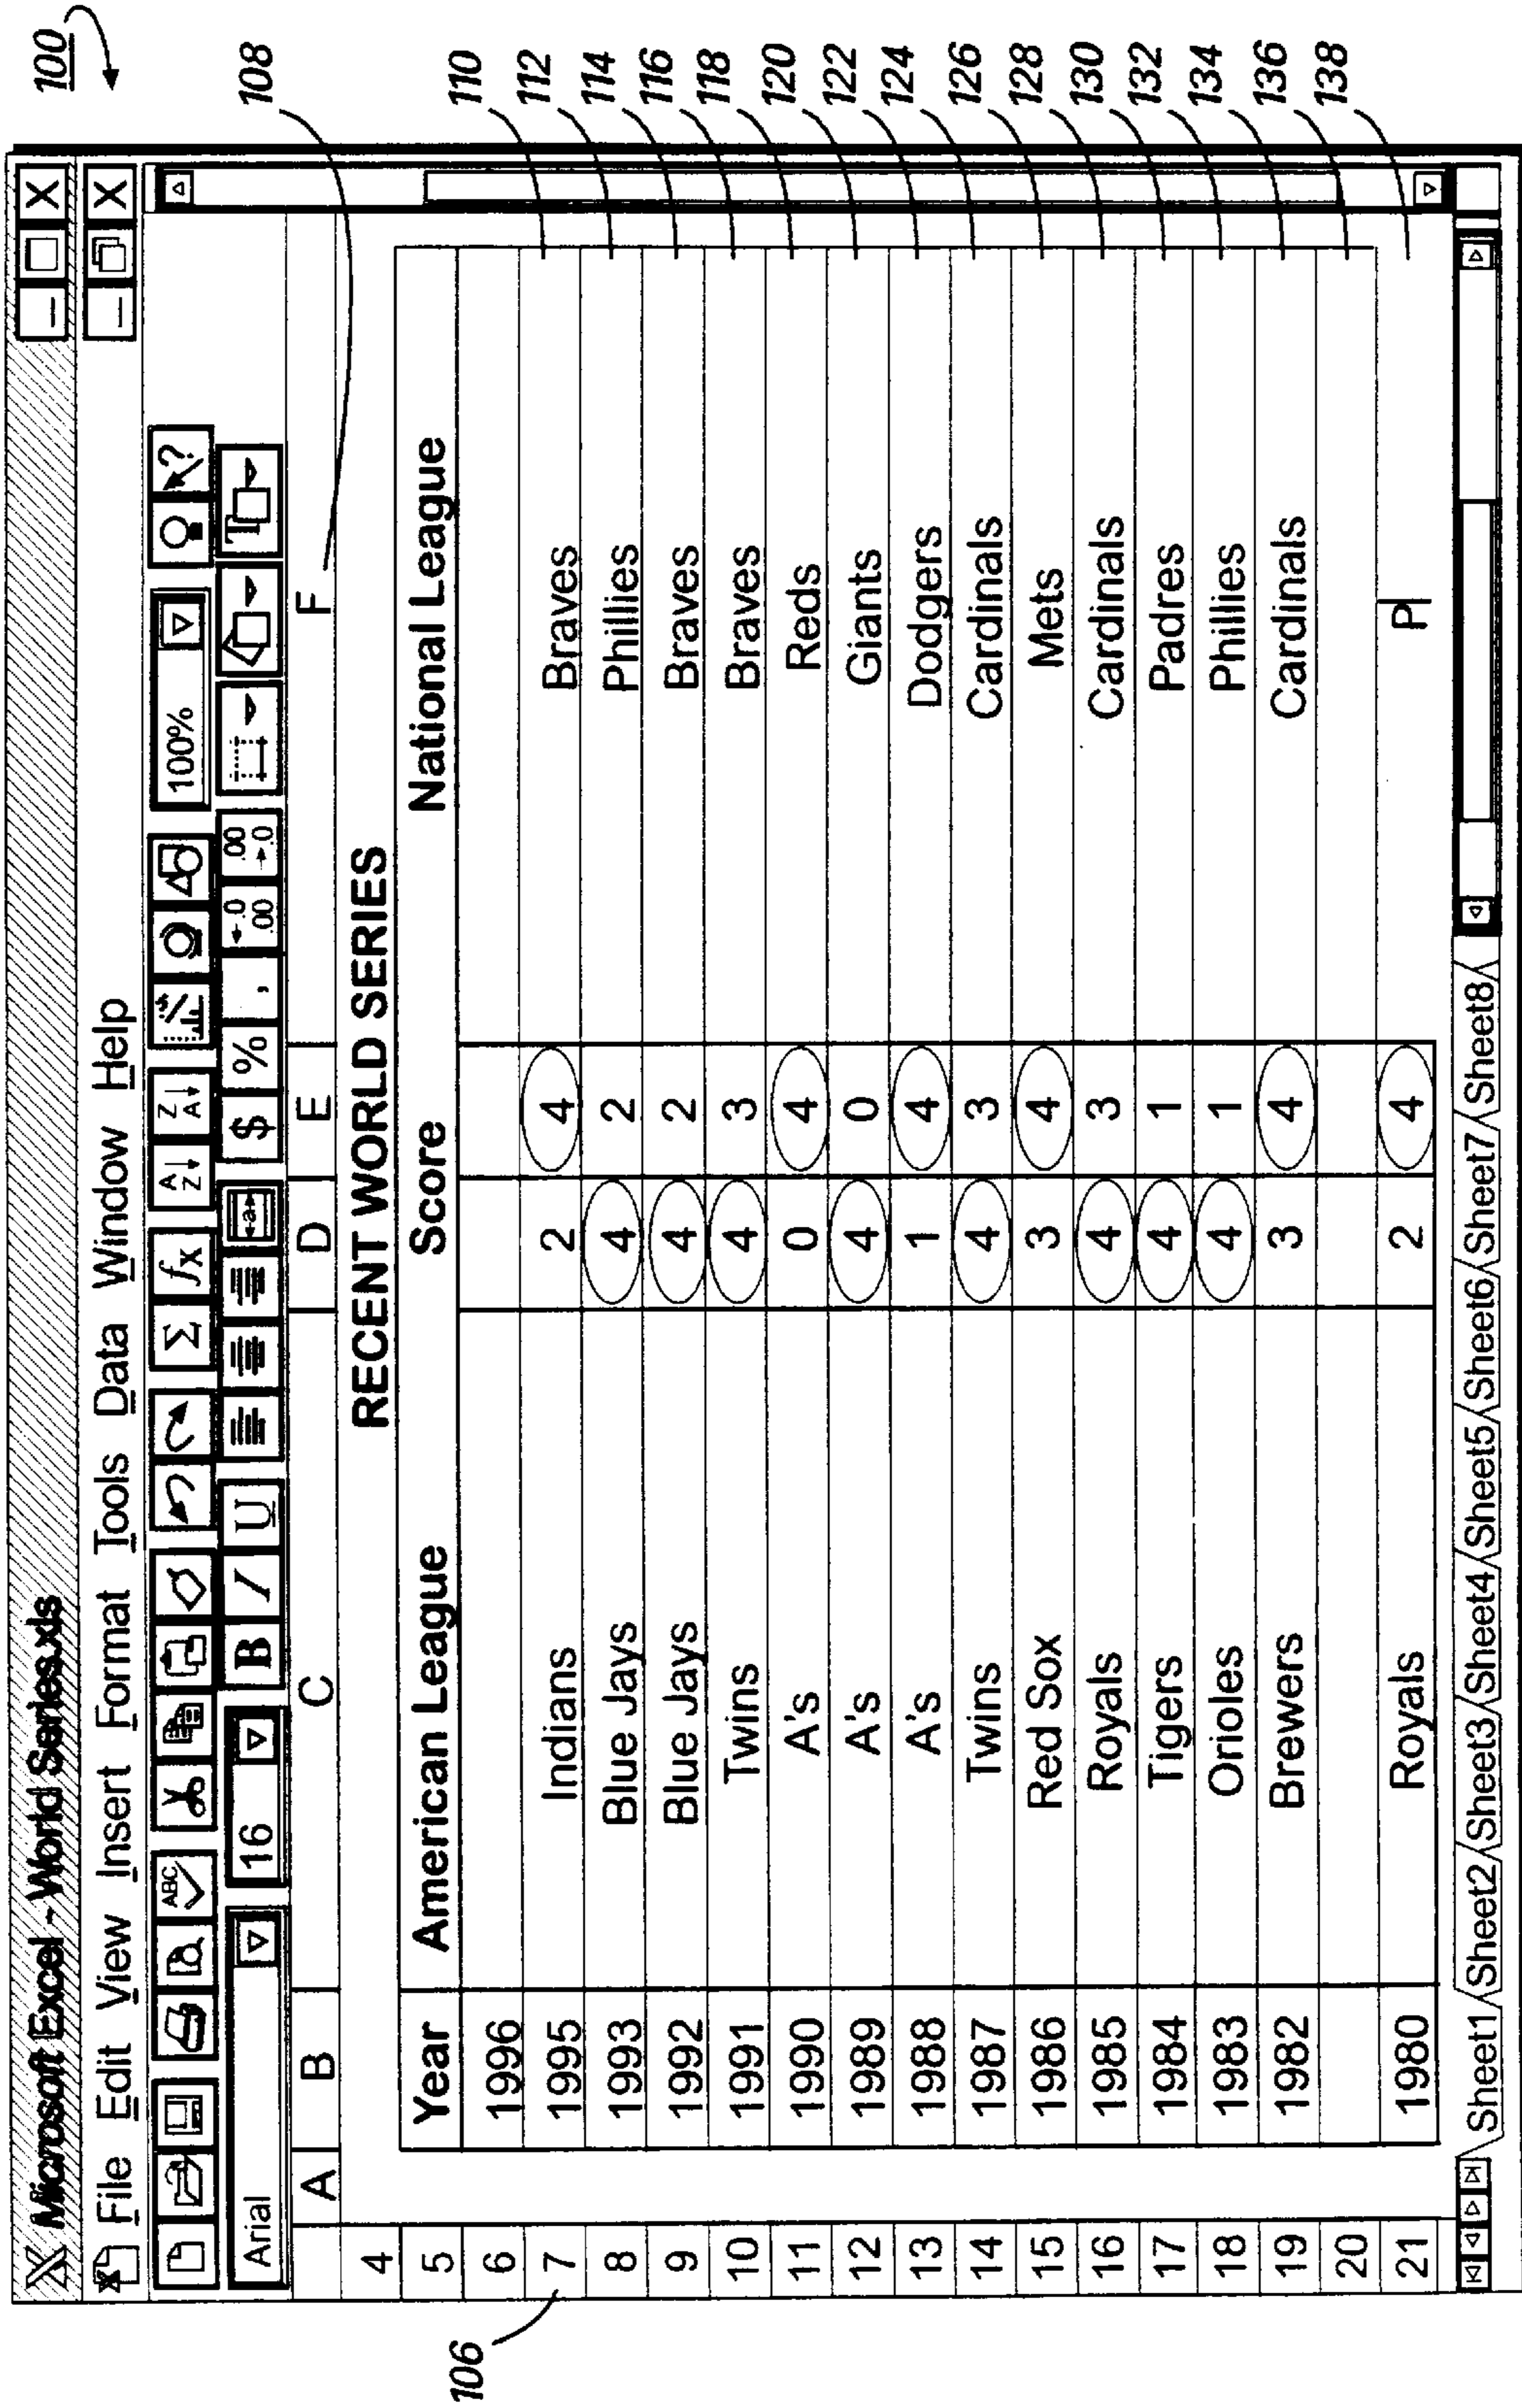 100
Microsoft Excel - World Series.xls
File Edit View Insert Format Tools Data Window Help
ABC A Z Z A fx Σ 100% ?
Arial 16 B I U a $ % , .0 .00 .00 .0 T
108
A B C D E F
4 RECENT WORLD SERIES
5 Year American League Score National League
6 1996
106 7 1995 Indians 2 4 Braves 110
8 1993 Blue Jays 4 2 Phillies 112
9 1992 Blue Jays 4 2 Braves 114
10 1991 Twins 4 3 Braves 116
11 1990 A's 0 4 Reds 118
12 1989 A's 4 0 Giants 120
13 1988 A's 1 4 Dodgers 122
14 1987 Twins 4 3 Cardinals 124
15 1986 Red Sox 3 4 Mets 126
16 1985 Royals 4 3 Cardinals 128
17 1984 Tigers 4 1 Padres 130
18 1983 Orioles 4 1 Phillies 132
19 1982 Brewers 3 4 Cardinals 134
20 136
21 1980 Royals 2 4 P 138
Sheet1 Sheet2 Sheet3 Sheet4 Sheet5 Sheet6 Sheet7 Sheet8